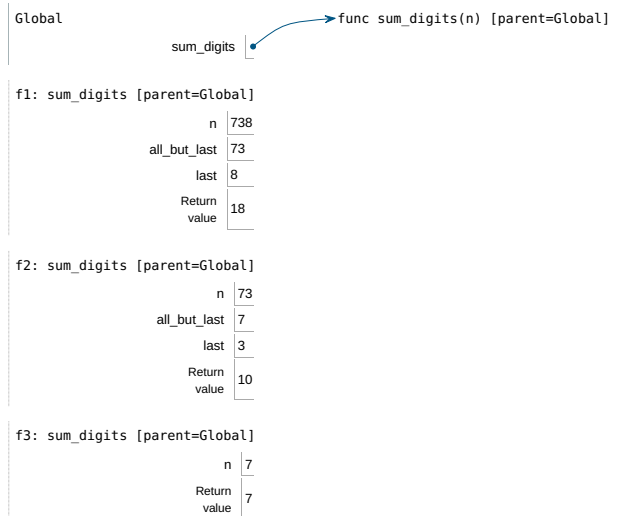 Global
func sum_digits(n) [parent=Global]
sum_digits
f1: sum_digits [parent=Global]
n 738
all_but_last 73
last 8
Return
value 18
f2: sum_digits [parent=Global]
n 73
all_but_last 7
last 3
Return
value 10
f3: sum_digits [parent=Global]
n 7
Return
value 7